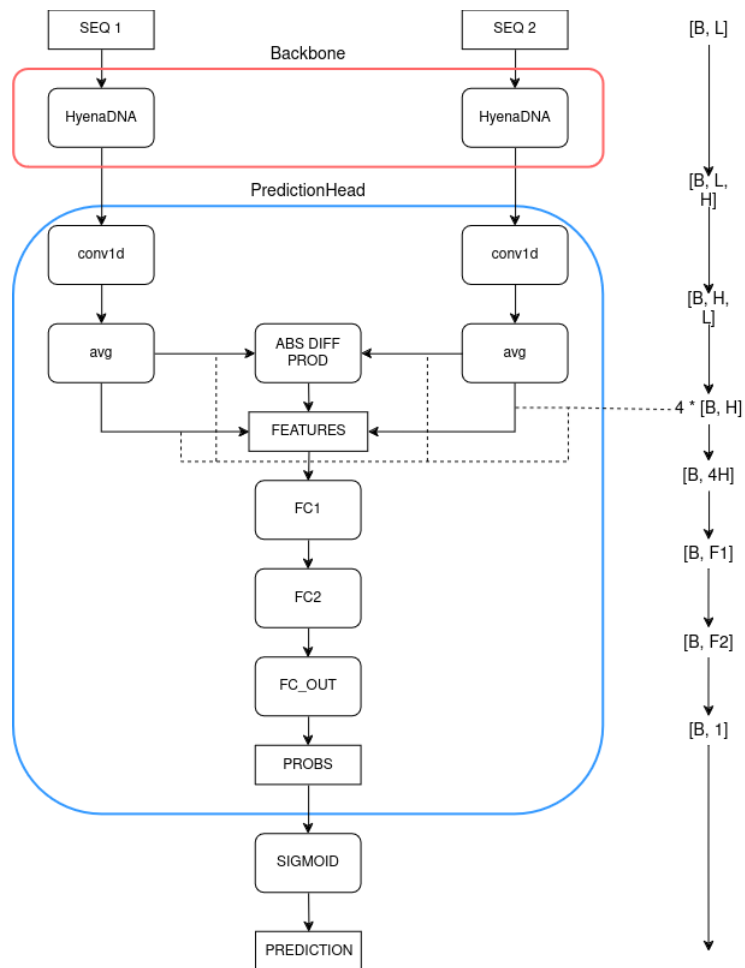 SEQ 1
SEQ 2
[B, L]
Backbone
HyenaDNA
HyenaDNA
PredictionHead
[B, L,
H]
conv1d
conv1d
[B, H,
L]
avg
ABS DIFF
PROD
avg
4 * [B, H]
FEATURES
[B, 4H]
FC1
[B, F1]
FC2
[B, F2]
FC_OUT
[B, 1]
PROBS
SIGMOID
PREDICTION